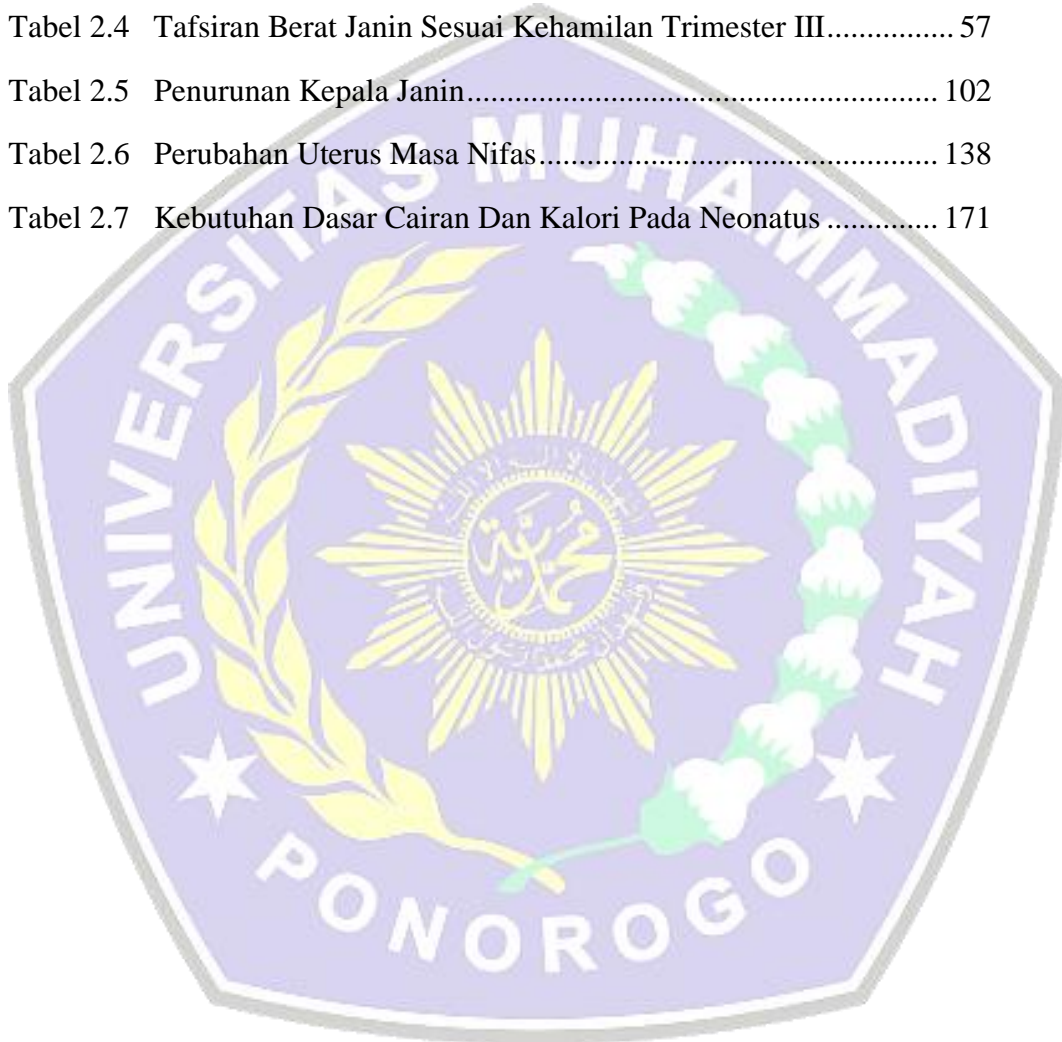 Tabel 2.4 Tafsiran Berat Janin Sesuai Kehamilan Trimester III................ 57
Tabel 2.5 Penurunan Kepala Janin.................................................... 102
Tabel 2.6 Perubahan Uterus Masa Nifas............................................ 138
Tabel 2.7 Kebutuhan Dasar Cairan Dan Kalori Pada Neonatus .............. 171
UNIVERSITAS MUHAMMADIYAH
PONOROGO